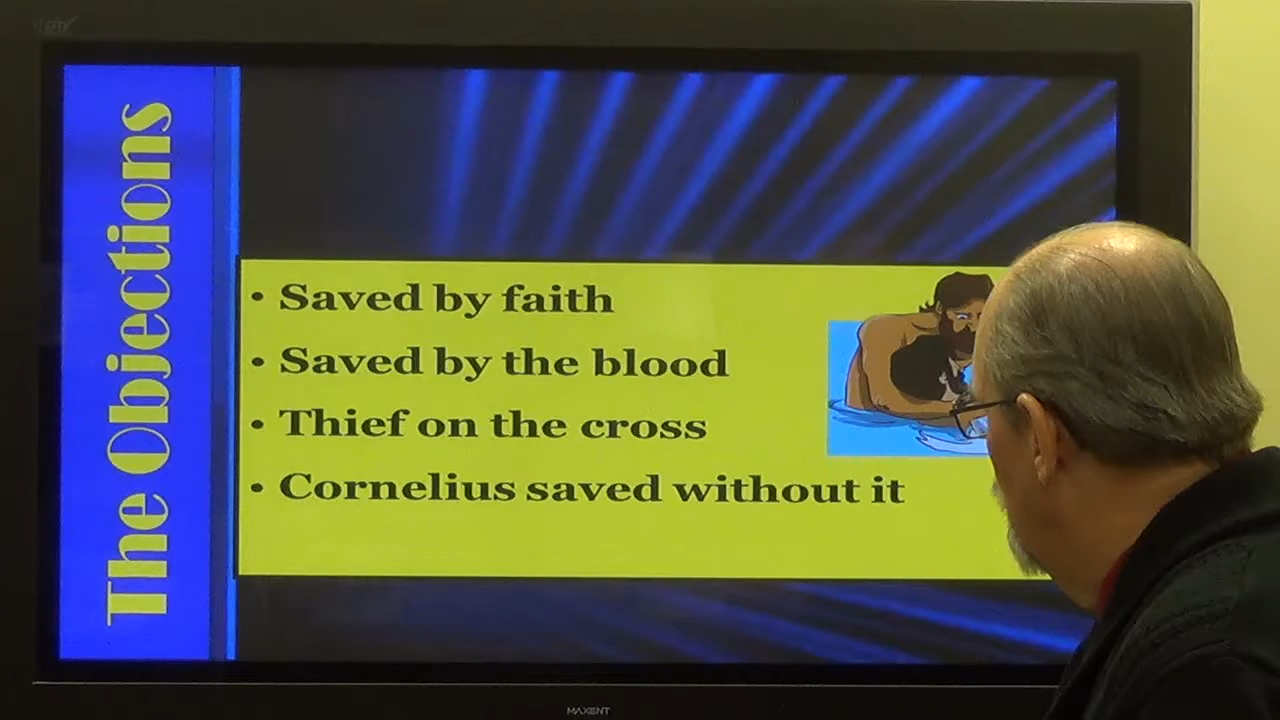 The Objections
• Saved by faith
• Saved by the blood
• Thief on the cross
• Cornelius saved without it
MAXENT